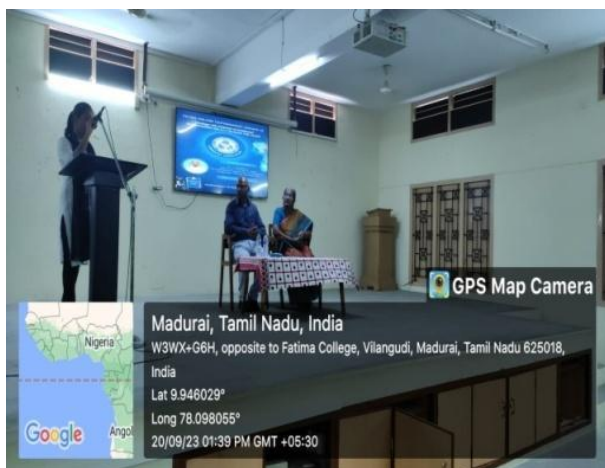 GPS Map Camera
Madurai, Tamil Nadu, India
W3WX+G6H, opposite to Fatima College, Vilangudi, Madurai, Tamil Nadu 625018,
India
Lat 9.946029°
Long 78.098055°
20/09/23 01:39 PM GMT +05:30
Nigeria
Angol
Google